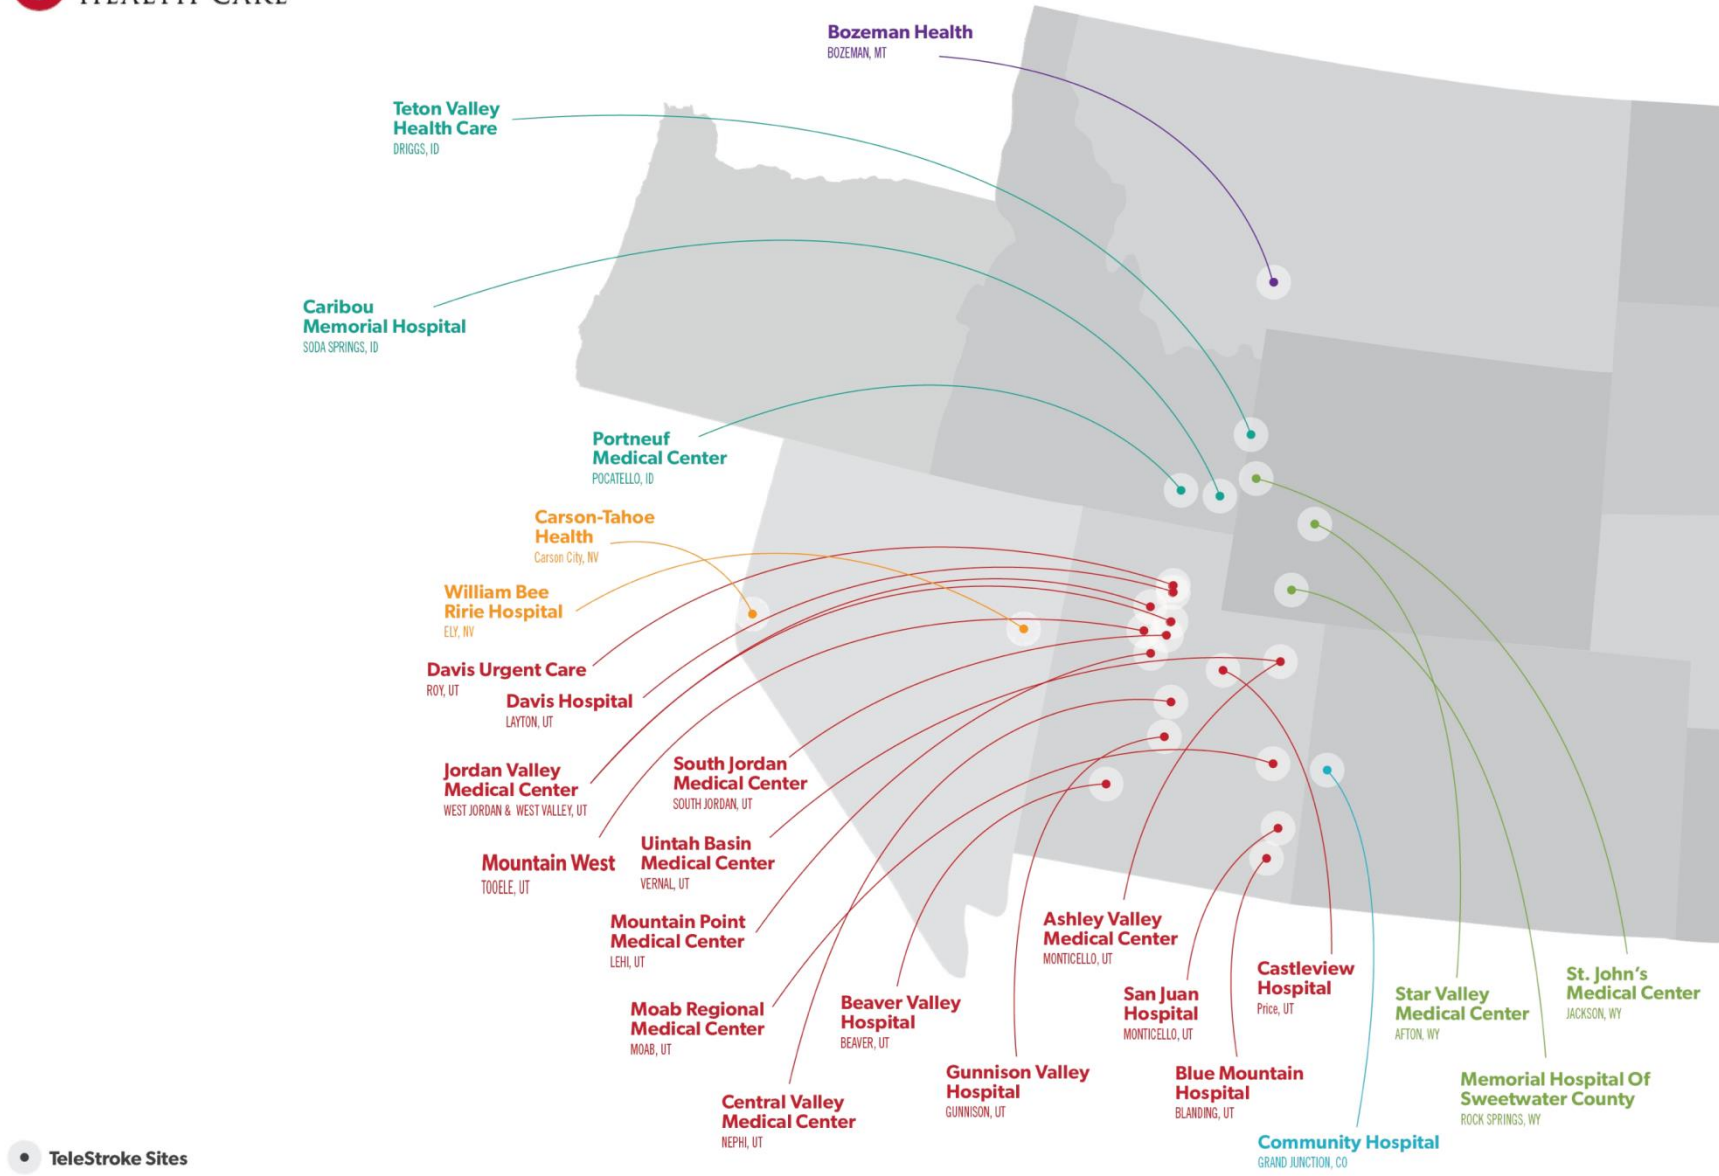 HEALTH CARE
Bozeman Health
BOZEMAN, MT
Teton Valley
Health Care
DRIGGS, ID
Caribou
Memorial Hospital
SODA SPRINGS, ID
Portneuf
Medical Center
POCATELLO, ID
Carson-Tahoe
Health
Carson City, NV
William Bee
Ririe Hospital
ELY, NV
Davis Urgent Care
ROY, UT
Davis Hospital
LAYTON, UT
Jordan Valley
Medical Center
WEST JORDAN & WEST VALLEY, UT
South Jordan
Medical Center
SOUTH JORDAN, UT
Mountain West
TOOELE, UT
Uintah Basin
Medical Center
VERNAL, UT
Mountain Point
Medical Center
LEHI, UT
Moab Regional
Medical Center
MOAB, UT
Central Valley
Medical Center
NEPHI, UT
Beaver Valley
Hospital
BEAVER, UT
Gunnison Valley
Hospital
GUNNISON, UT
Ashley Valley
Medical Center
MONTICELLO, UT
San Juan
Hospital
MONTICELLO, UT
Blue Mountain
Hospital
BLANDING, UT
Castleview
Hospital
Price, UT
Community Hospital
GRAND JUNCTION, CO
Star Valley
Medical Center
AFTON, WY
Memorial Hospital Of
Sweetwater County
ROCK SPRINGS, WY
St. John's
Medical Center
JACKSON, WY
TeleStroke Sites